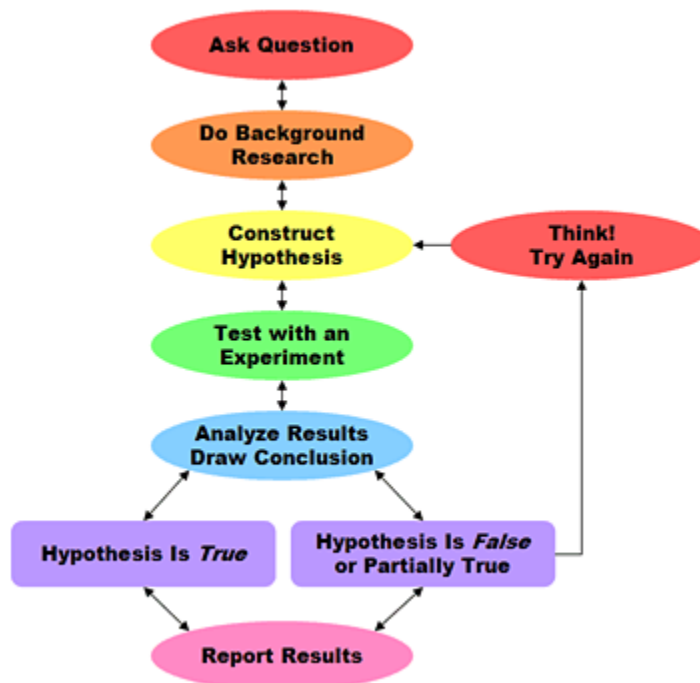 Ask Question
Do Background
Research
Construct
Hypothesis
Think!
Try Again
Test with an
Experiment
Analyze Results
Draw Conclusion
Hypothesis Is True
Hypothesis Is False
or Partially True
Report Results